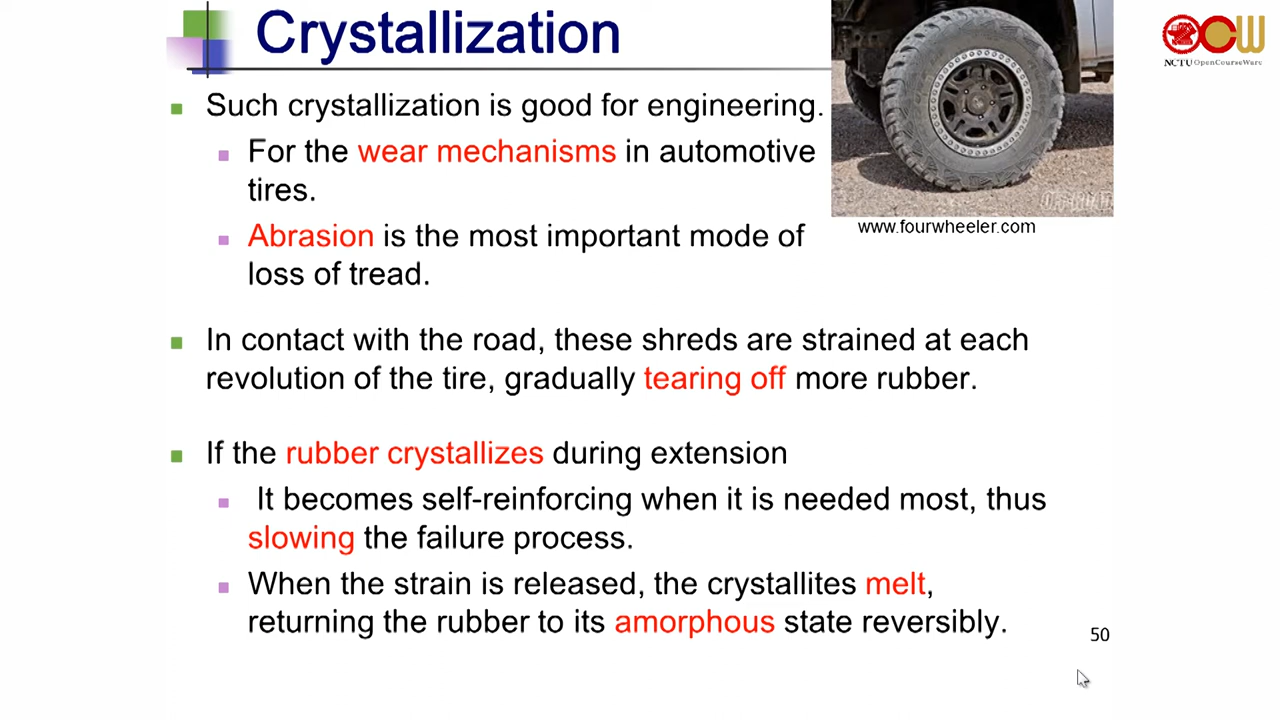 Crystallization
NCTU OpenCourseWare
Such crystallization is good for engineering.
For the wear mechanisms in automotive
tires.
Abrasion is the most important mode of
loss of tread.
www.fourwheeler.com
In contact with the road, these shreds are strained at each
revolution of the tire, gradually tearing off more rubber.
If the rubber crystallizes during extension
It becomes self-reinforcing when it is needed most, thus
slowing the failure process.
When the strain is released, the crystallites melt,
returning the rubber to its amorphous state reversibly.
50